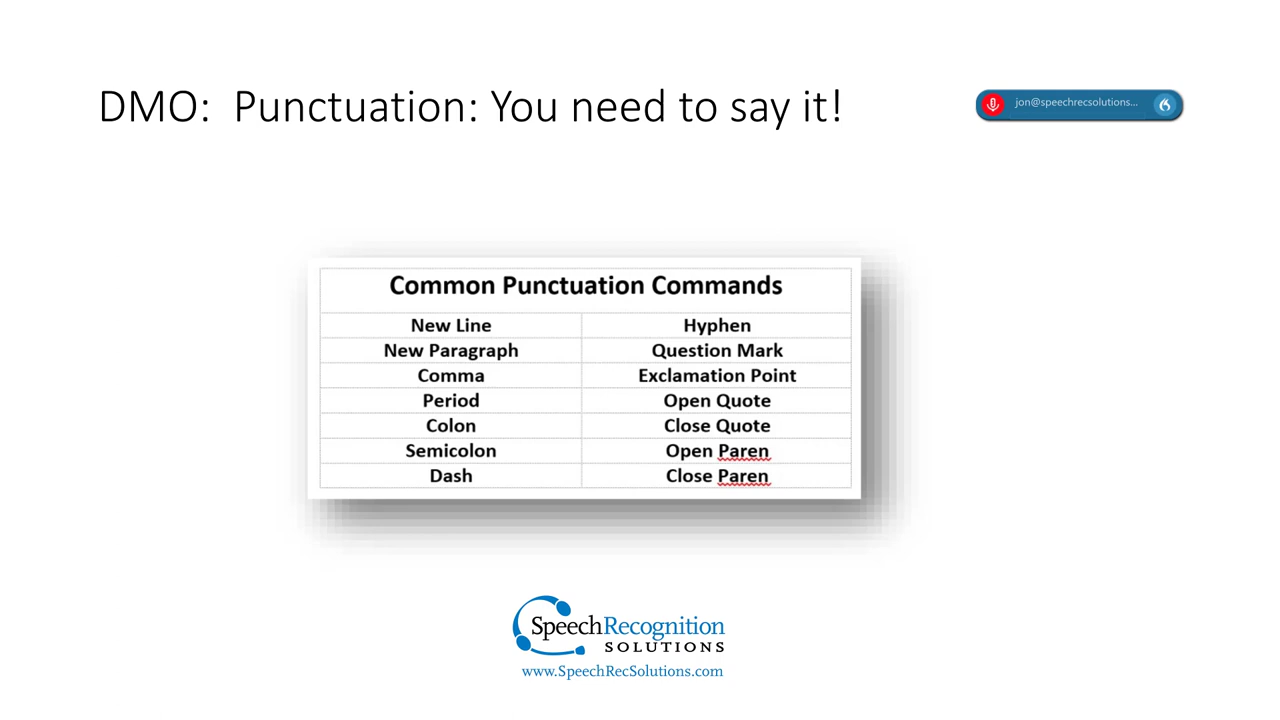 DMO: Punctuation: You need to say it!
jon@speechrecsolutions...
Common Punctuation Commands
New Line Hyphen
New Paragraph Question Mark
Comma Exclamation Point
Period Open Quote
Colon Close Quote
Semicolon Open Paren
Dash Close Paren
SpeechRecognition
SOLUTIONS
www.SpeechRecSolutions.com